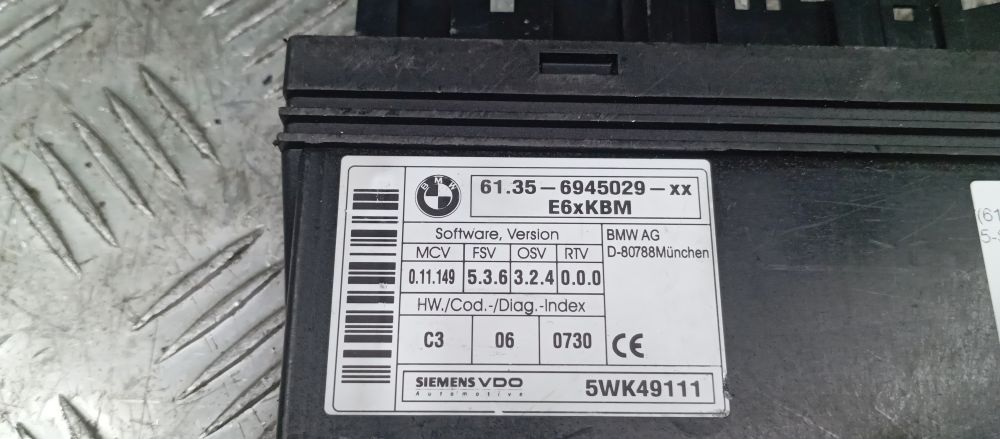 BMW
61.35 - 6945029 - xx
E6xKBM
Software, Version
MCV FSV OSV RTV
0.11.149 5.3.6 3.2.4 0.0.0
BMW AG
D-80788München
HW./Cod.-/Diag.-Index
C3 06 0730
CE
SIEMENS VDO
Automotive
5WK49111
(61